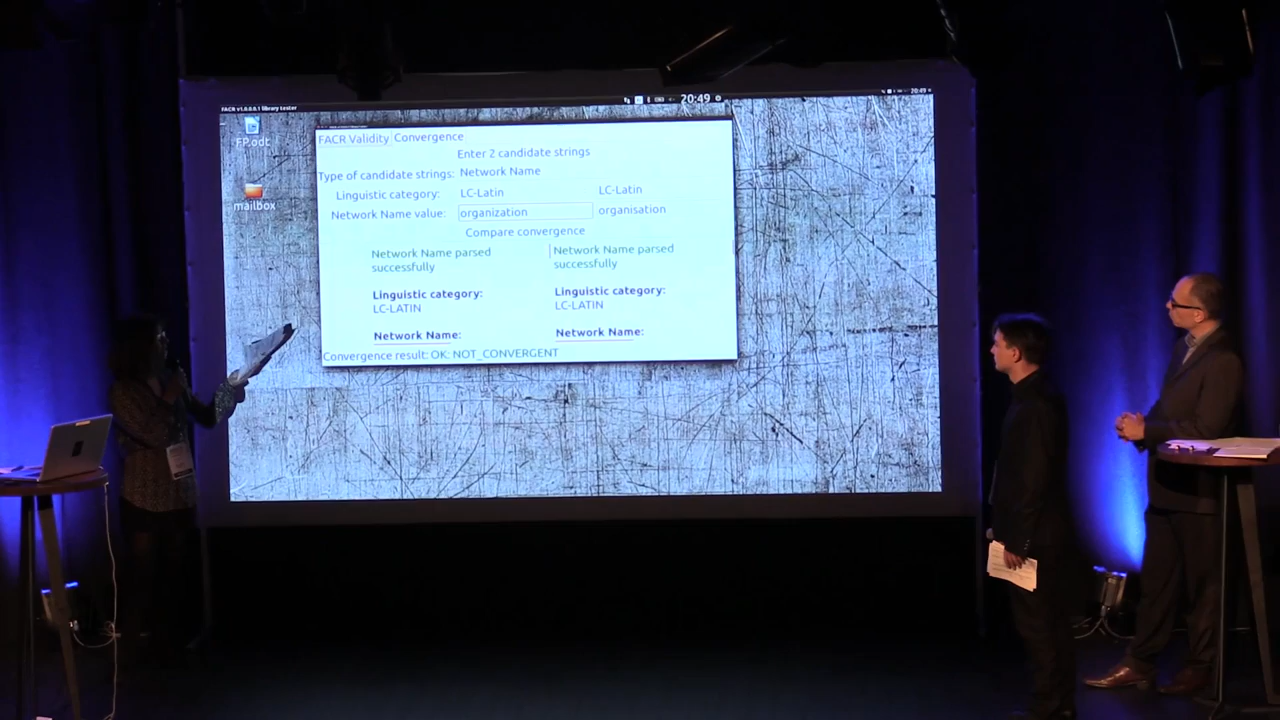 FACR v1.0.0.0.1 library tester
20:49
20:49
FP.odt
mailbox
FACR Validity Convergence
Enter 2 candidate strings
Type of candidate strings: Network Name
Linguistic category: LC-Latin LC-Latin
Network Name value: organization organisation
Compare convergence
Network Name parsed successfully
Network Name parsed successfully
Linguistic category: Linguistic category:
LC-LATIN LC-LATIN
Network Name: Network Name:
Convergence result: OK: NOT_CONVERGENT